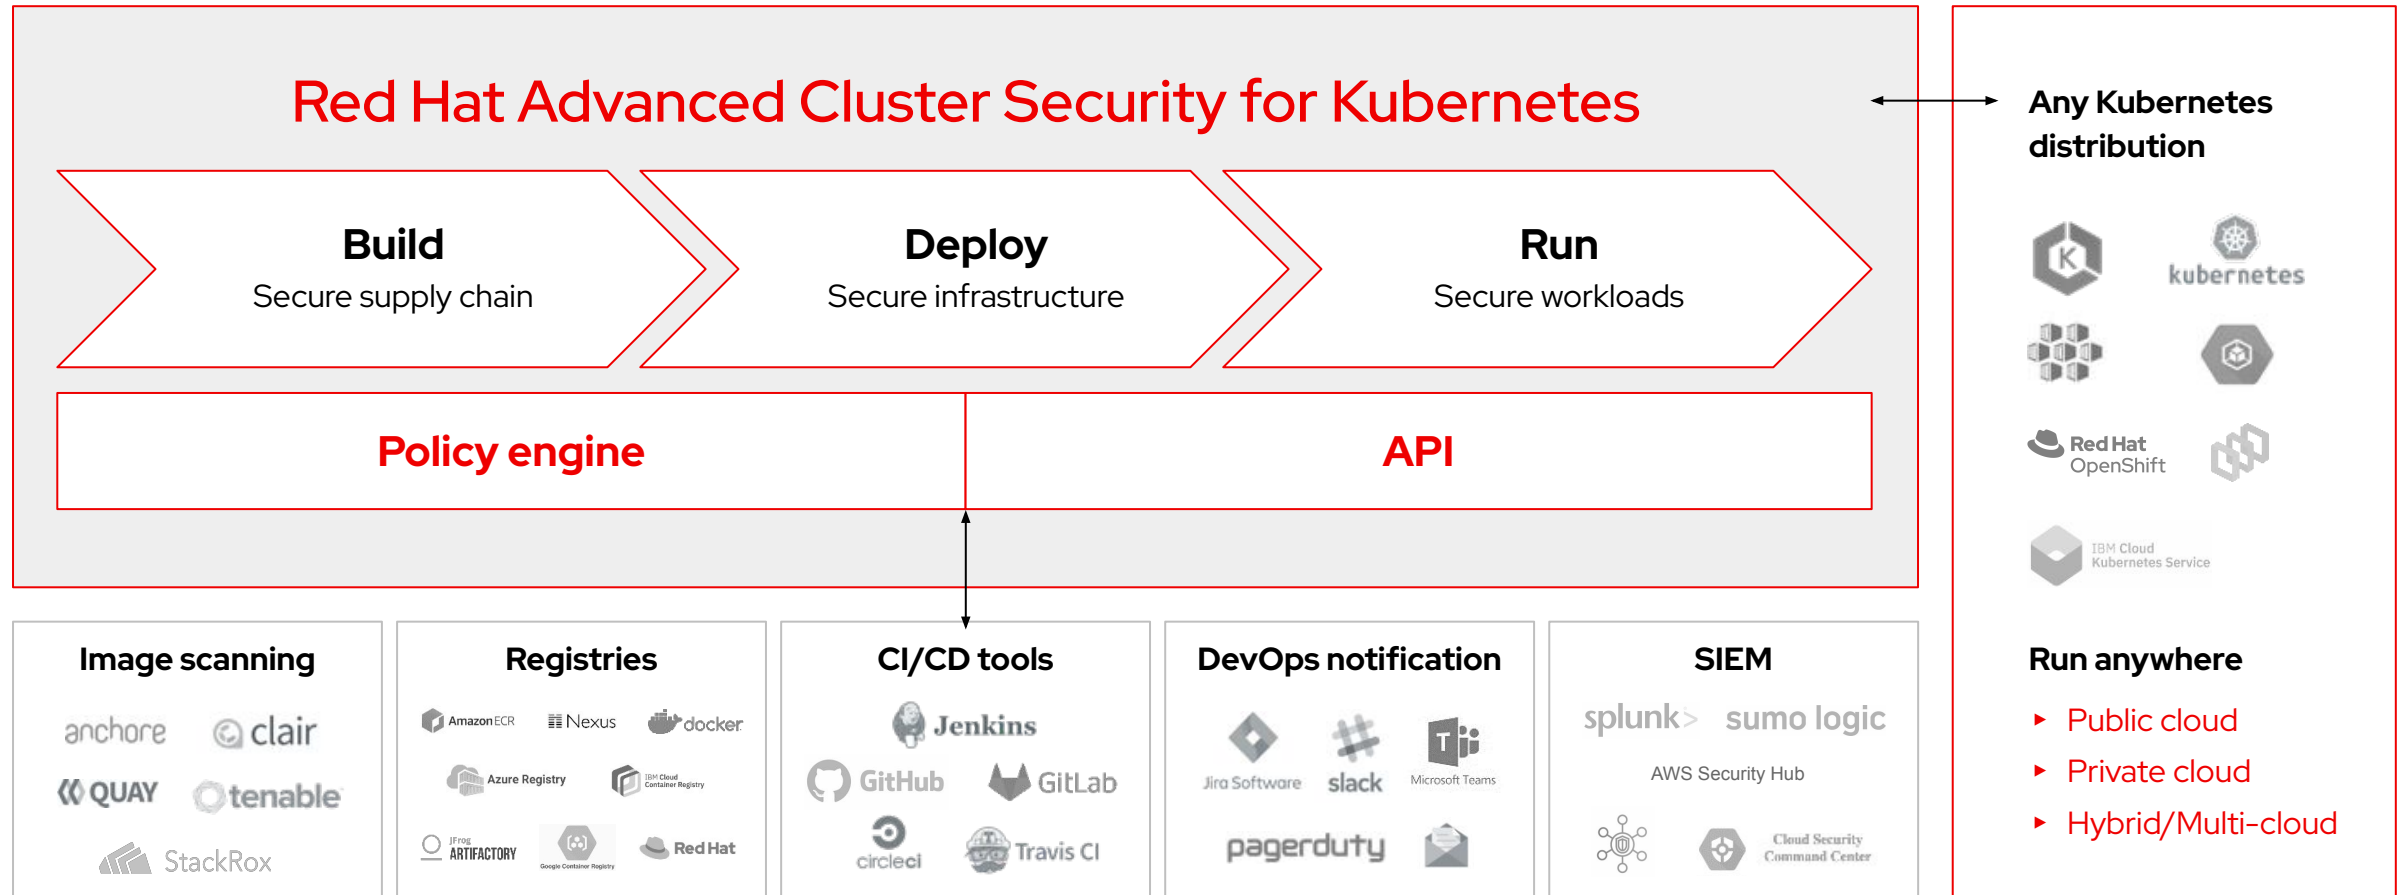 Red Hat Advanced Cluster Security for Kubernetes
Build
Secure supply chain
Deploy
Secure infrastructure
Run
Secure workloads
Policy engine
API
Any Kubernetes
distribution
K
kubernetes
Red Hat
OpenShift
IBM Cloud
Kubernetes Service
Run anywhere
Public cloud
Private cloud
Hybrid/Multi-cloud
Image scanning
anchore
clair
QUAY
tenable
StackRox
Registries
Amazon ECR
Nexus
docker
Azure Registry
IBM Cloud
Container Registry
JFrog
ARTIFACTORY
Google Container Registry
Red Hat
CI/CD tools
Jenkins
GitHub
GitLab
circleci
Travis CI
DevOps notification
Jira Software
slack
T
Microsoft Teams
pagerduty
SIEM
splunk>
sumo logic
AWS Security Hub
Cloud Security
Command Center